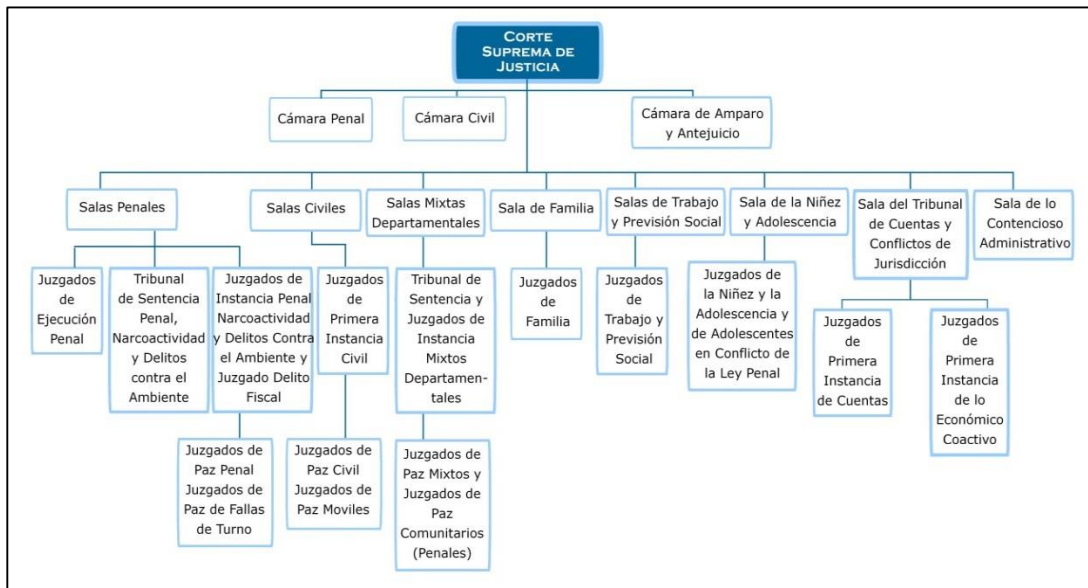 CORTE
SUPREMA DE
JUSTICIA
Cámara Penal
Cámara Civil
Cámara de Amparo
y Antejuicio
Salas Penales
Salas Civiles
Salas Mixtas
Departamentales
Sala de Familia
Salas de Trabajo
y Previsión Social
Sala de la Niñez
y Adolescencia
Sala del Tribunal
de Cuentas y
Conflictos de
Jurisdicción
Sala de lo
Contencioso
Administrativo
Juzgados
de
Ejecución
Penal
Tribunal
de Sentencia
Penal,
Narcoactividad
y Delitos
contra el
Ambiente
Juzgados de
Instancia Penal
Narcoactividad
y Delitos Contra
el Ambiente y
Juzgado Delito
Fiscal
Juzgados
de
Primera
Instancia
Civil
Tribunal de
Sentencia y
Juzgados de
Instancia
Mixtos
Departamen-
tales
Juzgados
de
Familia
Juzgados
de
Trabajo y
Previsión
Social
Juzgados de
la Niñez y la
Adolescencia y
de Adolescentes
en Conflicto de
la Ley Penal
Juzgados
de
Primera
Instancia
de Cuentas
Juzgados
de
Primera
Instancia
de lo
Económico
Coactivo
Juzgados de
Paz Penal
Juzgados de
Paz de Fallas
de Turno
Juzgados de
Paz Civil
Juzgados de
Paz Moviles
Juzgados de
Paz Mixtos y
Juzgados de
Paz
Comunitarios
(Penales)